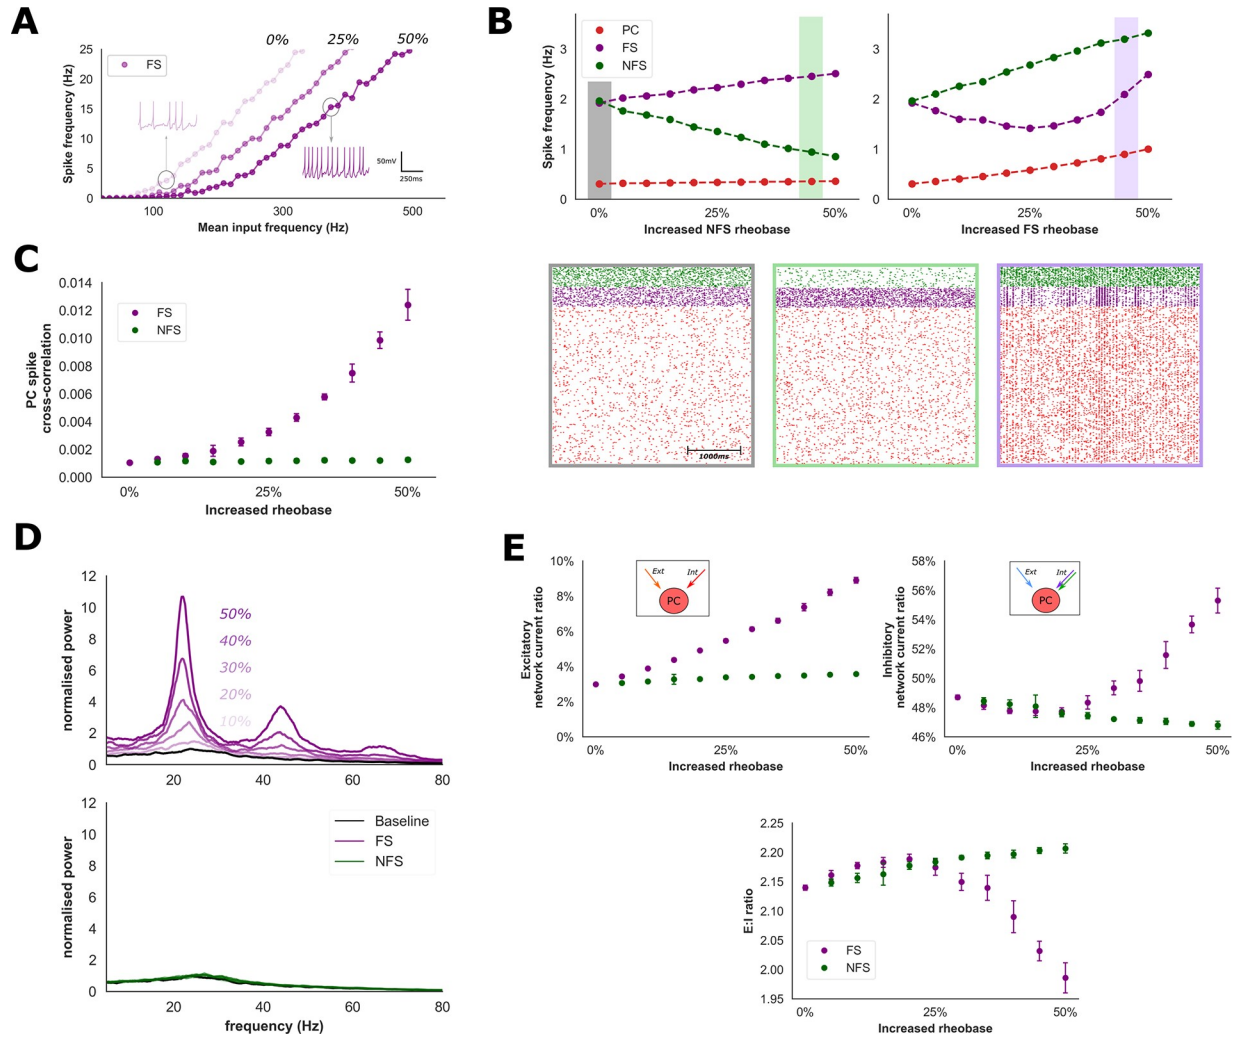 A
25
20
15
10
5
0
Spike frequency (Hz)
FS
0%
25%
50%
50mV
250ms
100
300
500
Mean input frequency (Hz)
B
3
2
1
0
Spike frequency (Hz)
PC
FS
NFS
0%
25%
50%
Increased NFS rheobase
3
2
1
0
0%
25%
50%
Increased FS rheobase
1000ms
C
0.014
0.012
0.010
0.008
0.006
0.004
0.002
0.000
PC spike
cross-correlation
FS
NFS
0%
25%
50%
Increased rheobase
D
12
10
8
6
4
2
0
normalised power
50%
40%
30%
20%
10%
20
40
60
80
12
10
8
6
4
2
0
normalised power
Baseline
FS
NFS
20
40
60
80
frequency (Hz)
E
10%
8%
6%
4%
2%
0%
Excitatory
network current ratio
Ext
Int
PC
0%
25%
50%
Increased rheobase
58%
56%
54%
52%
50%
48%
46%
Inhibitory
network current ratio
Ext
Int
PC
0%
25%
50%
Increased rheobase
2.25
2.20
2.15
2.10
2.05
2.00
1.95
E:I ratio
FS
NFS
0%
25%
50%
Increased rheobase